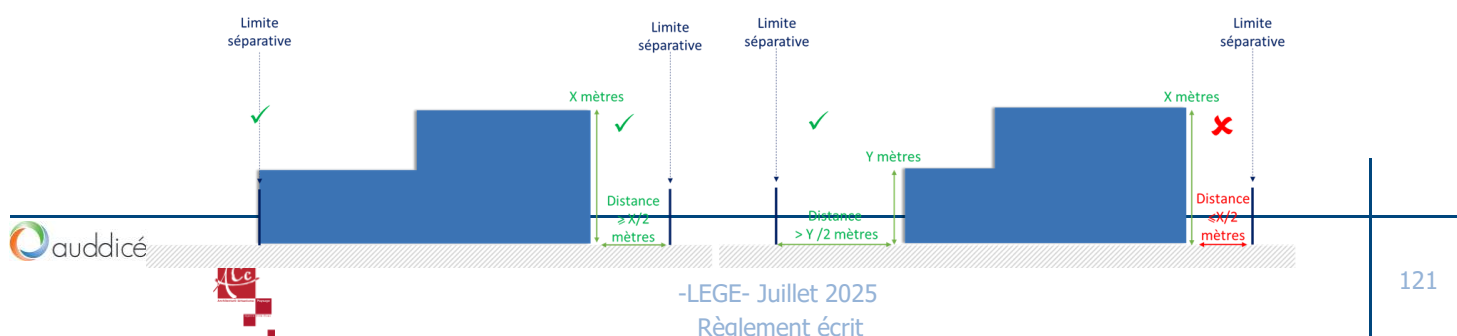 Limite
séparative
Limite
séparative
Limite
séparative
Limite
séparative
X mètres
X mètres
Y mètres
Distance
⩾X/2
mètres
Distance
> Y /2 mètres
Distance
⩽X/2
mètres
auddicé
ACc
-LEGE- Juillet 2025
Règlement écrit
121